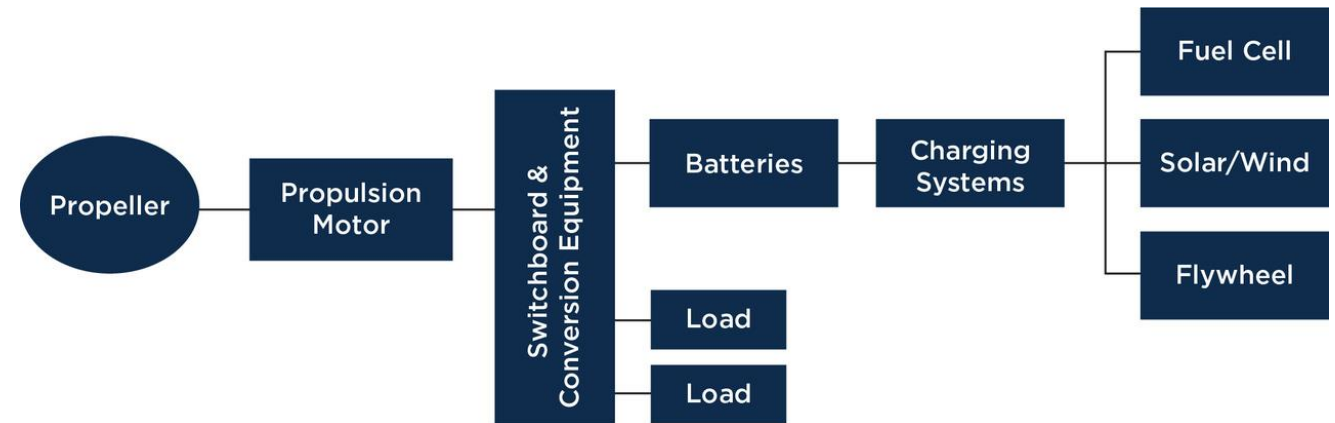 Propeller
Propulsion
Motor
Switchboard &
Conversion Equipment
Batteries
Load
Load
Charging
Systems
Fuel Cell
Solar/Wind
Flywheel